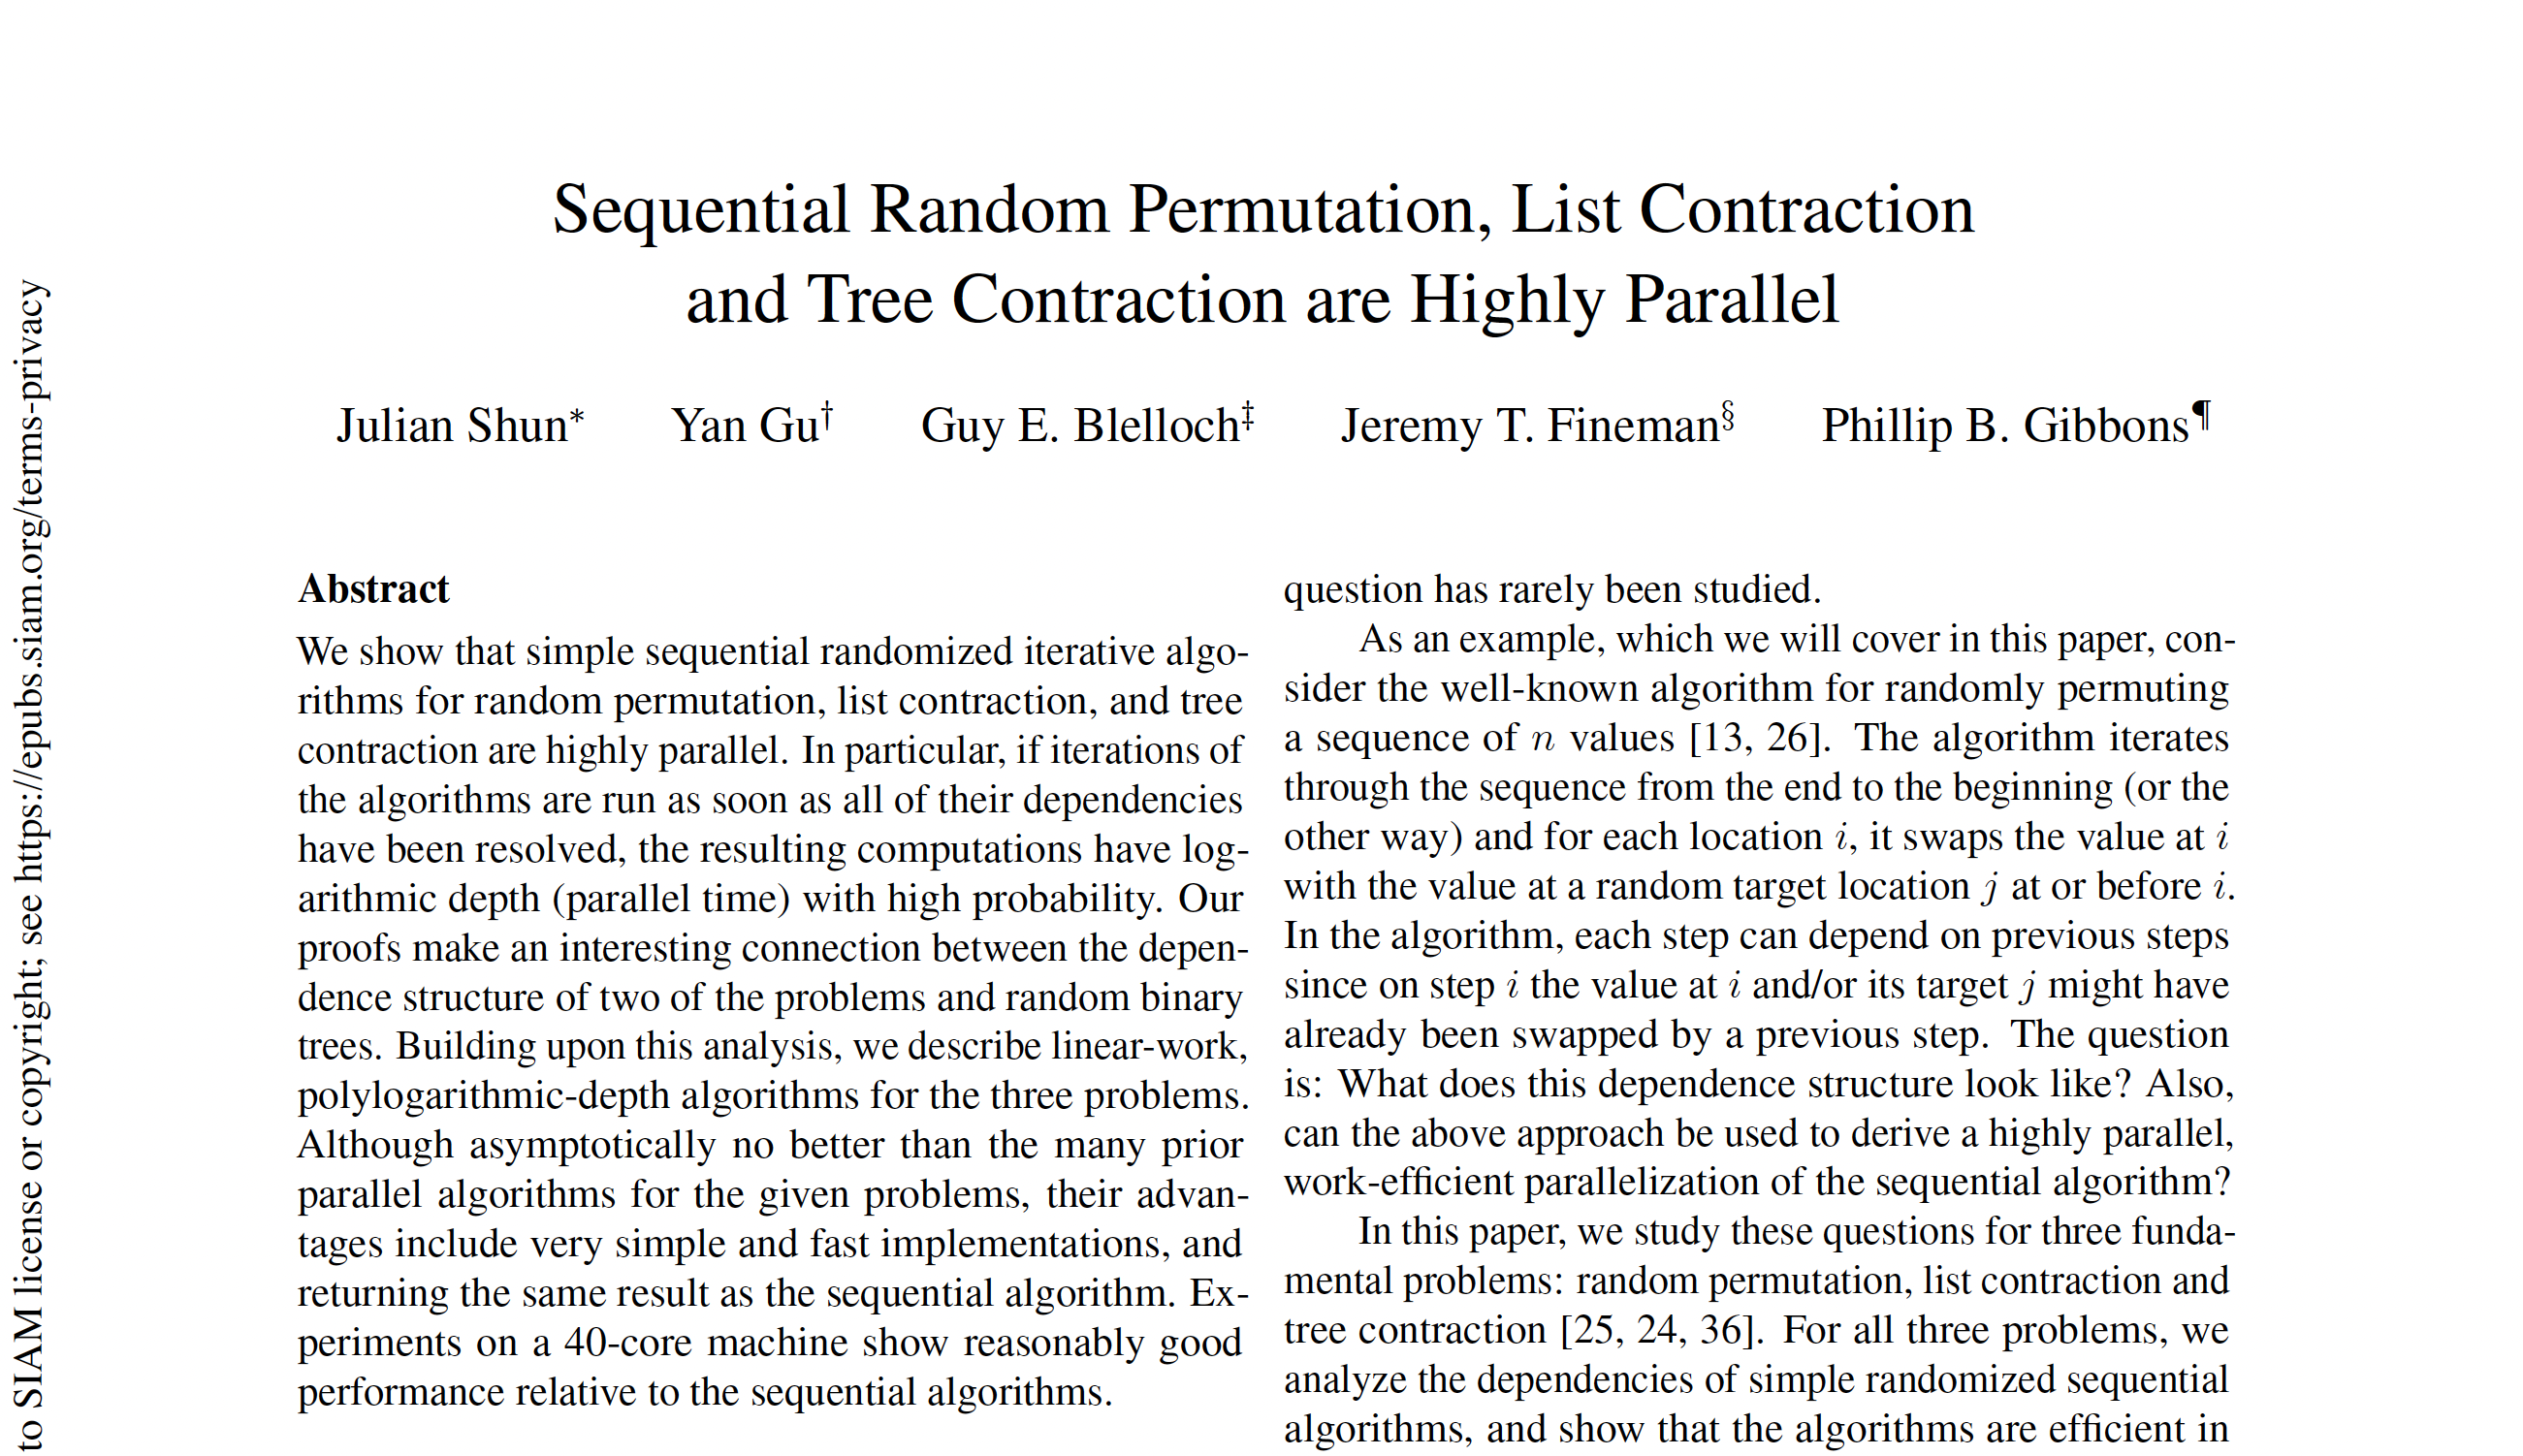 Sequential Random Permutation, List Contraction
and Tree Contraction are Highly Parallel
Julian Shun* Yan Gu† Guy E. Blelloch‡ Jeremy T. Fineman§ Phillip B. Gibbons¶
Abstract
We show that simple sequential randomized iterative algo-
rithms for random permutation, list contraction, and tree
contraction are highly parallel. In particular, if iterations of
the algorithms are run as soon as all of their dependencies
have been resolved, the resulting computations have log-
arithmic depth (parallel time) with high probability. Our
proofs make an interesting connection between the depen-
dence structure of two of the problems and random binary
trees. Building upon this analysis, we describe linear-work,
polylogarithmic-depth algorithms for the three problems.
Although asymptotically no better than the many prior
parallel algorithms for the given problems, their advan-
tages include very simple and fast implementations, and
returning the same result as the sequential algorithm. Ex-
periments on a 40-core machine show reasonably good
performance relative to the sequential algorithms.
question has rarely been studied.
As an example, which we will cover in this paper, con-
sider the well-known algorithm for randomly permuting
a sequence of n values [13, 26]. The algorithm iterates
through the sequence from the end to the beginning (or the
other way) and for each location i, it swaps the value at i
with the value at a random target location j at or before i.
In the algorithm, each step can depend on previous steps
since on step i the value at i and/or its target j might have
already been swapped by a previous step. The question
is: What does this dependence structure look like? Also,
can the above approach be used to derive a highly parallel,
work-efficient parallelization of the sequential algorithm?
In this paper, we study these questions for three funda-
mental problems: random permutation, list contraction and
tree contraction [25, 24, 36]. For all three problems, we
analyze the dependencies of simple randomized sequential
algorithms, and show that the algorithms are efficient in
to SIAM license or copyright; see https://epubs.siam.org/terms-privacy